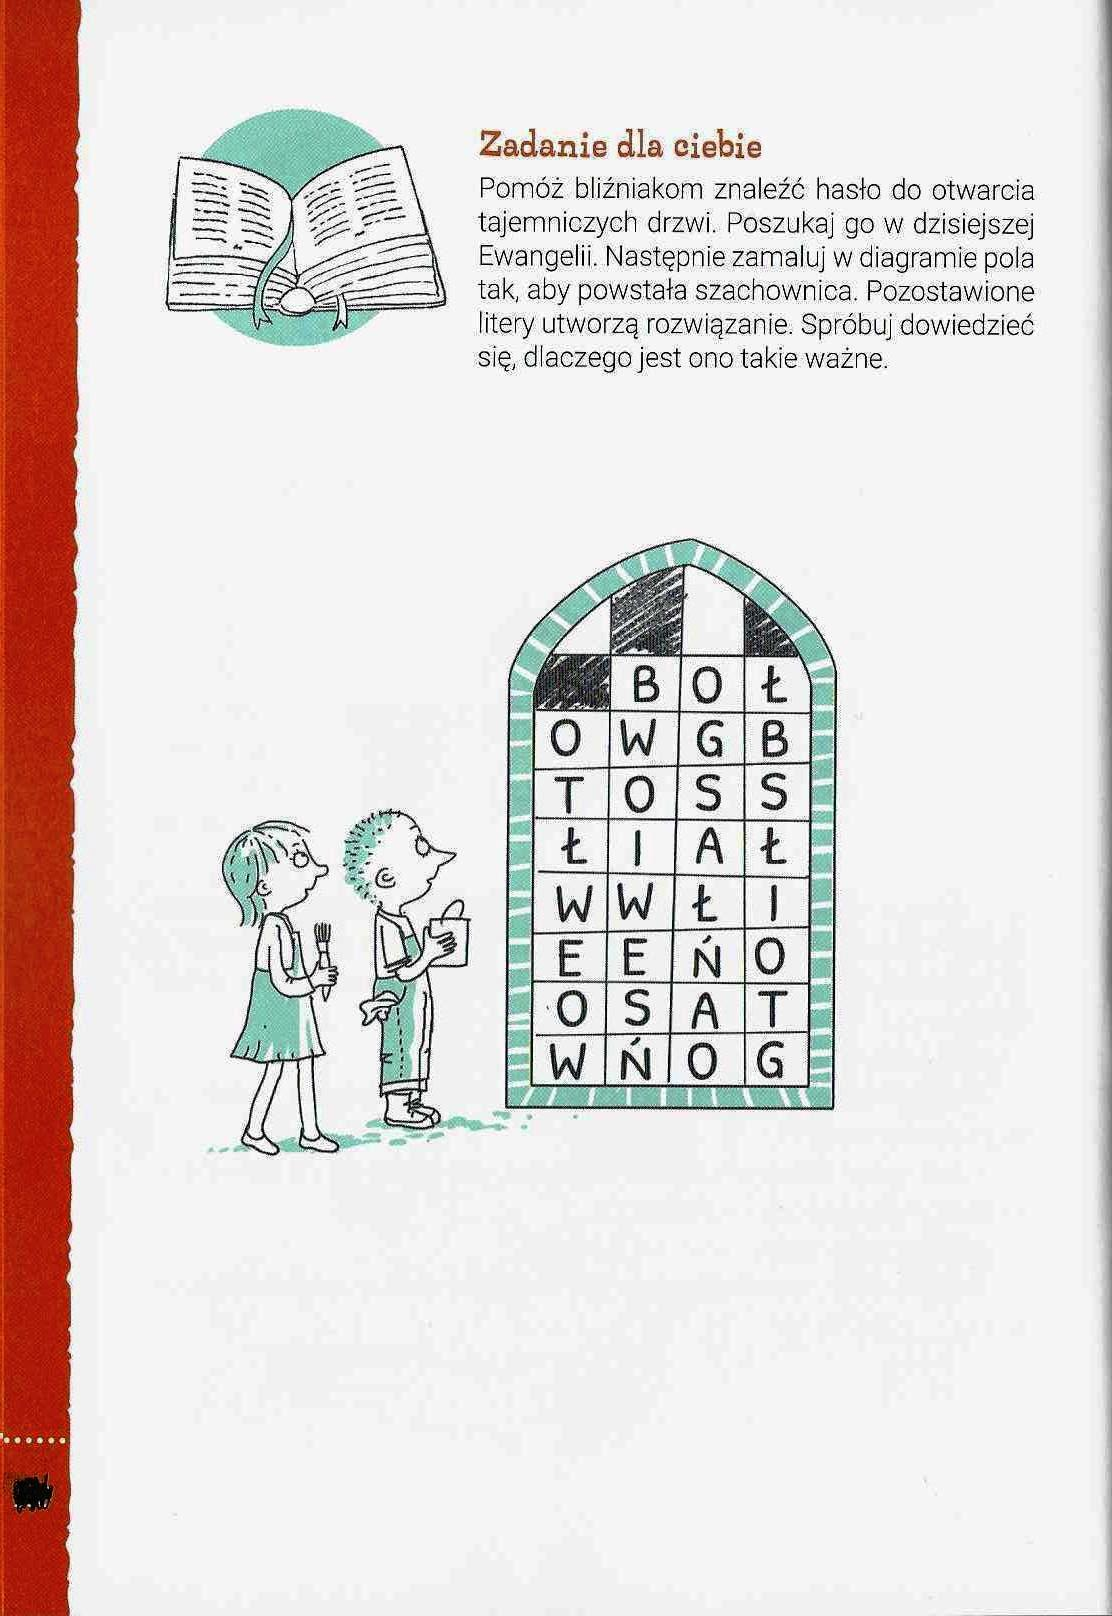 Zadanie dla ciebie
Pomóż bliźniakom znaleźć hasło do otwarcia
tajemniczych drzwi. Poszukaj go w dzisiejszej
Ewangelii. Następnie zamaluj w diagramie pola
tak, aby powstała szachownica. Pozostawione
litery utworzą rozwiązanie. Spróbuj dowiedzieć
się, dlaczego jest ono takie ważne.
B O Ł
O W G B
T O S S
Ł I A Ł
W W Ł I
E E Ń O
O S A T
W Ń O G